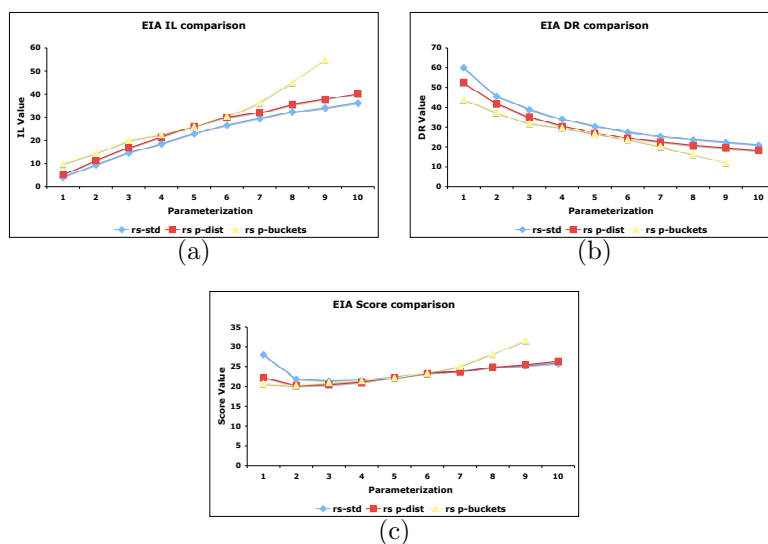 EIA IL comparison
60
50
40
30
20
10
0
IL Value
1 2 3 4 5 6 7 8 9 10
Parameterization
rs-std rs p-dist rs p-buckets
(a)
EIA DR comparison
70
60
50
40
30
20
10
0
DR Value
1 2 3 4 5 6 7 8 9 10
Parameterization
rs-std rs p-dist rs p-buckets
(b)
EIA Score comparison
35
30
25
20
15
10
5
0
Score Value
1 2 3 4 5 6 7 8 9 10
Parameterization
rs-std rs p-dist rs p-buckets
(c)